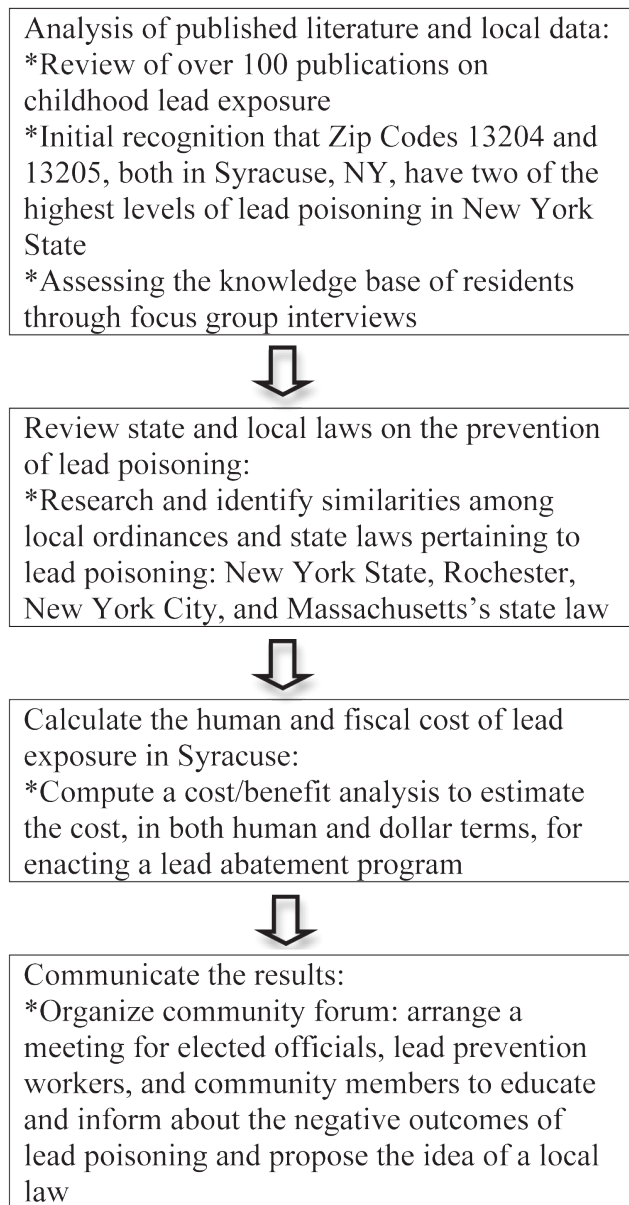 Analysis of published literature and local data:
*Review of over 100 publications on
childhood lead exposure
*Initial recognition that Zip Codes 13204 and
13205, both in Syracuse, NY, have two of the
highest levels of lead poisoning in New York
State
*Assessing the knowledge base of residents
through focus group interviews
Review state and local laws on the prevention
of lead poisoning:
*Research and identify similarities among
local ordinances and state laws pertaining to
lead poisoning: New York State, Rochester,
New York City, and Massachusetts’s state law
Calculate the human and fiscal cost of lead
exposure in Syracuse:
*Compute a cost/benefit analysis to estimate
the cost, in both human and dollar terms, for
enacting a lead abatement program
Communicate the results:
*Organize community forum: arrange a
meeting for elected officials, lead prevention
workers, and community members to educate
and inform about the negative outcomes of
lead poisoning and propose the idea of a local
law